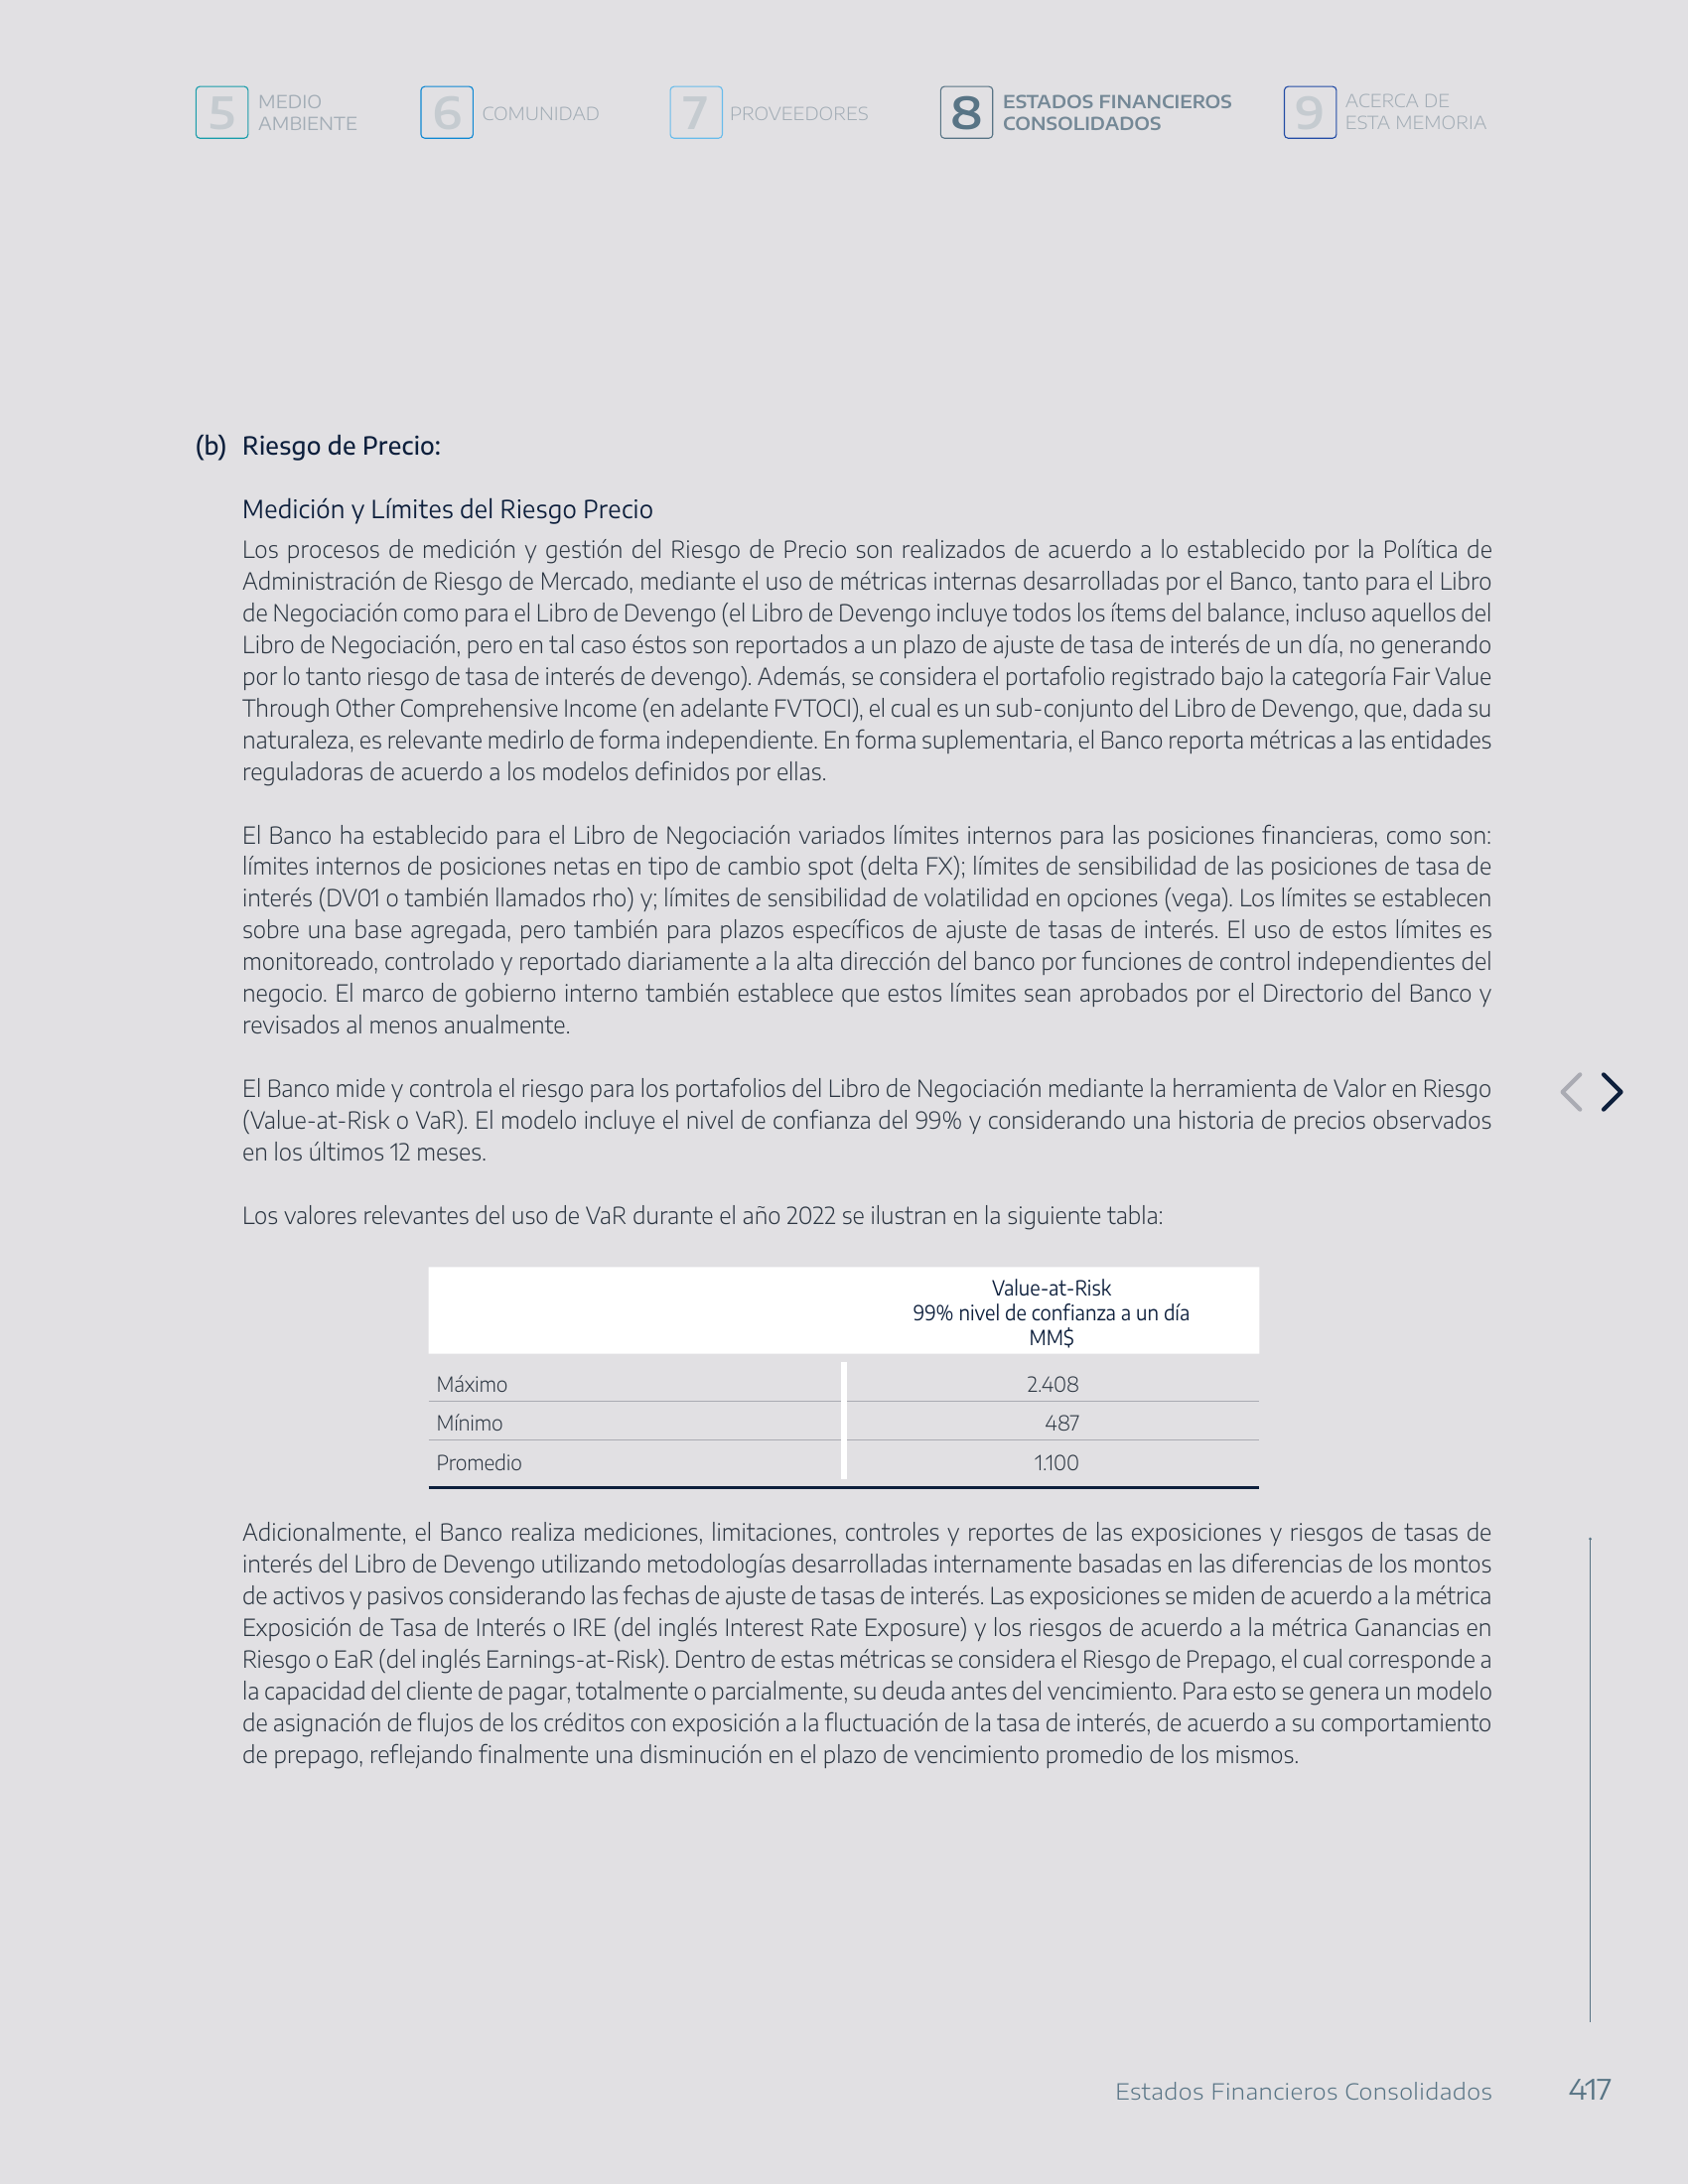 5 MEDIO AMBIENTE
6 COMUNIDAD
7 PROVEEDORES
8 ESTADOS FINANCIEROS CONSOLIDADOS
9 ACERCA DE ESTA MEMORIA
(b) Riesgo de Precio:
Medición y Límites del Riesgo Precio
Los procesos de medición y gestión del Riesgo de Precio son realizados de acuerdo a lo establecido por la Política de
Administración de Riesgo de Mercado, mediante el uso de métricas internas desarrolladas por el Banco, tanto para el Libro
de Negociación como para el Libro de Devengo (el Libro de Devengo incluye todos los ítems del balance, incluso aquellos del
Libro de Negociación, pero en tal caso éstos son reportados a un plazo de ajuste de tasa de interés de un día, no generando
por lo tanto riesgo de tasa de interés de devengo). Además, se considera el portafolio registrado bajo la categoría Fair Value
Through Other Comprehensive Income (en adelante FVTOCI), el cual es un sub-conjunto del Libro de Devengo, que, dada su
naturaleza, es relevante medirlo de forma independiente. En forma suplementaria, el Banco reporta métricas a las entidades
reguladoras de acuerdo a los modelos definidos por ellas.
El Banco ha establecido para el Libro de Negociación variados límites internos para las posiciones financieras, como son:
límites internos de posiciones netas en tipo de cambio spot (delta FX); límites de sensibilidad de las posiciones de tasa de
interés (DV01 o también llamados rho) y; límites de sensibilidad de volatilidad en opciones (vega). Los límites se establecen
sobre una base agregada, pero también para plazos específicos de ajuste de tasas de interés. El uso de estos límites es
monitoreado, controlado y reportado diariamente a la alta dirección del banco por funciones de control independientes del
negocio. El marco de gobierno interno también establece que estos límites sean aprobados por el Directorio del Banco y
revisados al menos anualmente.
El Banco mide y controla el riesgo para los portafolios del Libro de Negociación mediante la herramienta de Valor en Riesgo
(Value-at-Risk o VaR). El modelo incluye el nivel de confianza del 99% y considerando una historia de precios observados
en los últimos 12 meses.
Los valores relevantes del uso de VaR durante el año 2022 se ilustran en la siguiente tabla:
Value-at-Risk
99% nivel de confianza a un día
MM$
Máximo 2.408
Mínimo 487
Promedio 1.100
Adicionalmente, el Banco realiza mediciones, limitaciones, controles y reportes de las exposiciones y riesgos de tasas de
interés del Libro de Devengo utilizando metodologías desarrolladas internamente basadas en las diferencias de los montos
de activos y pasivos considerando las fechas de ajuste de tasas de interés. Las exposiciones se miden de acuerdo a la métrica
Exposición de Tasa de Interés o IRE (del inglés Interest Rate Exposure) y los riesgos de acuerdo a la métrica Ganancias en
Riesgo o EaR (del inglés Earnings-at-Risk). Dentro de estas métricas se considera el Riesgo de Prepago, el cual corresponde a
la capacidad del cliente de pagar, totalmente o parcialmente, su deuda antes del vencimiento. Para esto se genera un modelo
de asignación de flujos de los créditos con exposición a la fluctuación de la tasa de interés, de acuerdo a su comportamiento
de prepago, reflejando finalmente una disminución en el plazo de vencimiento promedio de los mismos.
Estados Financieros Consolidados 417